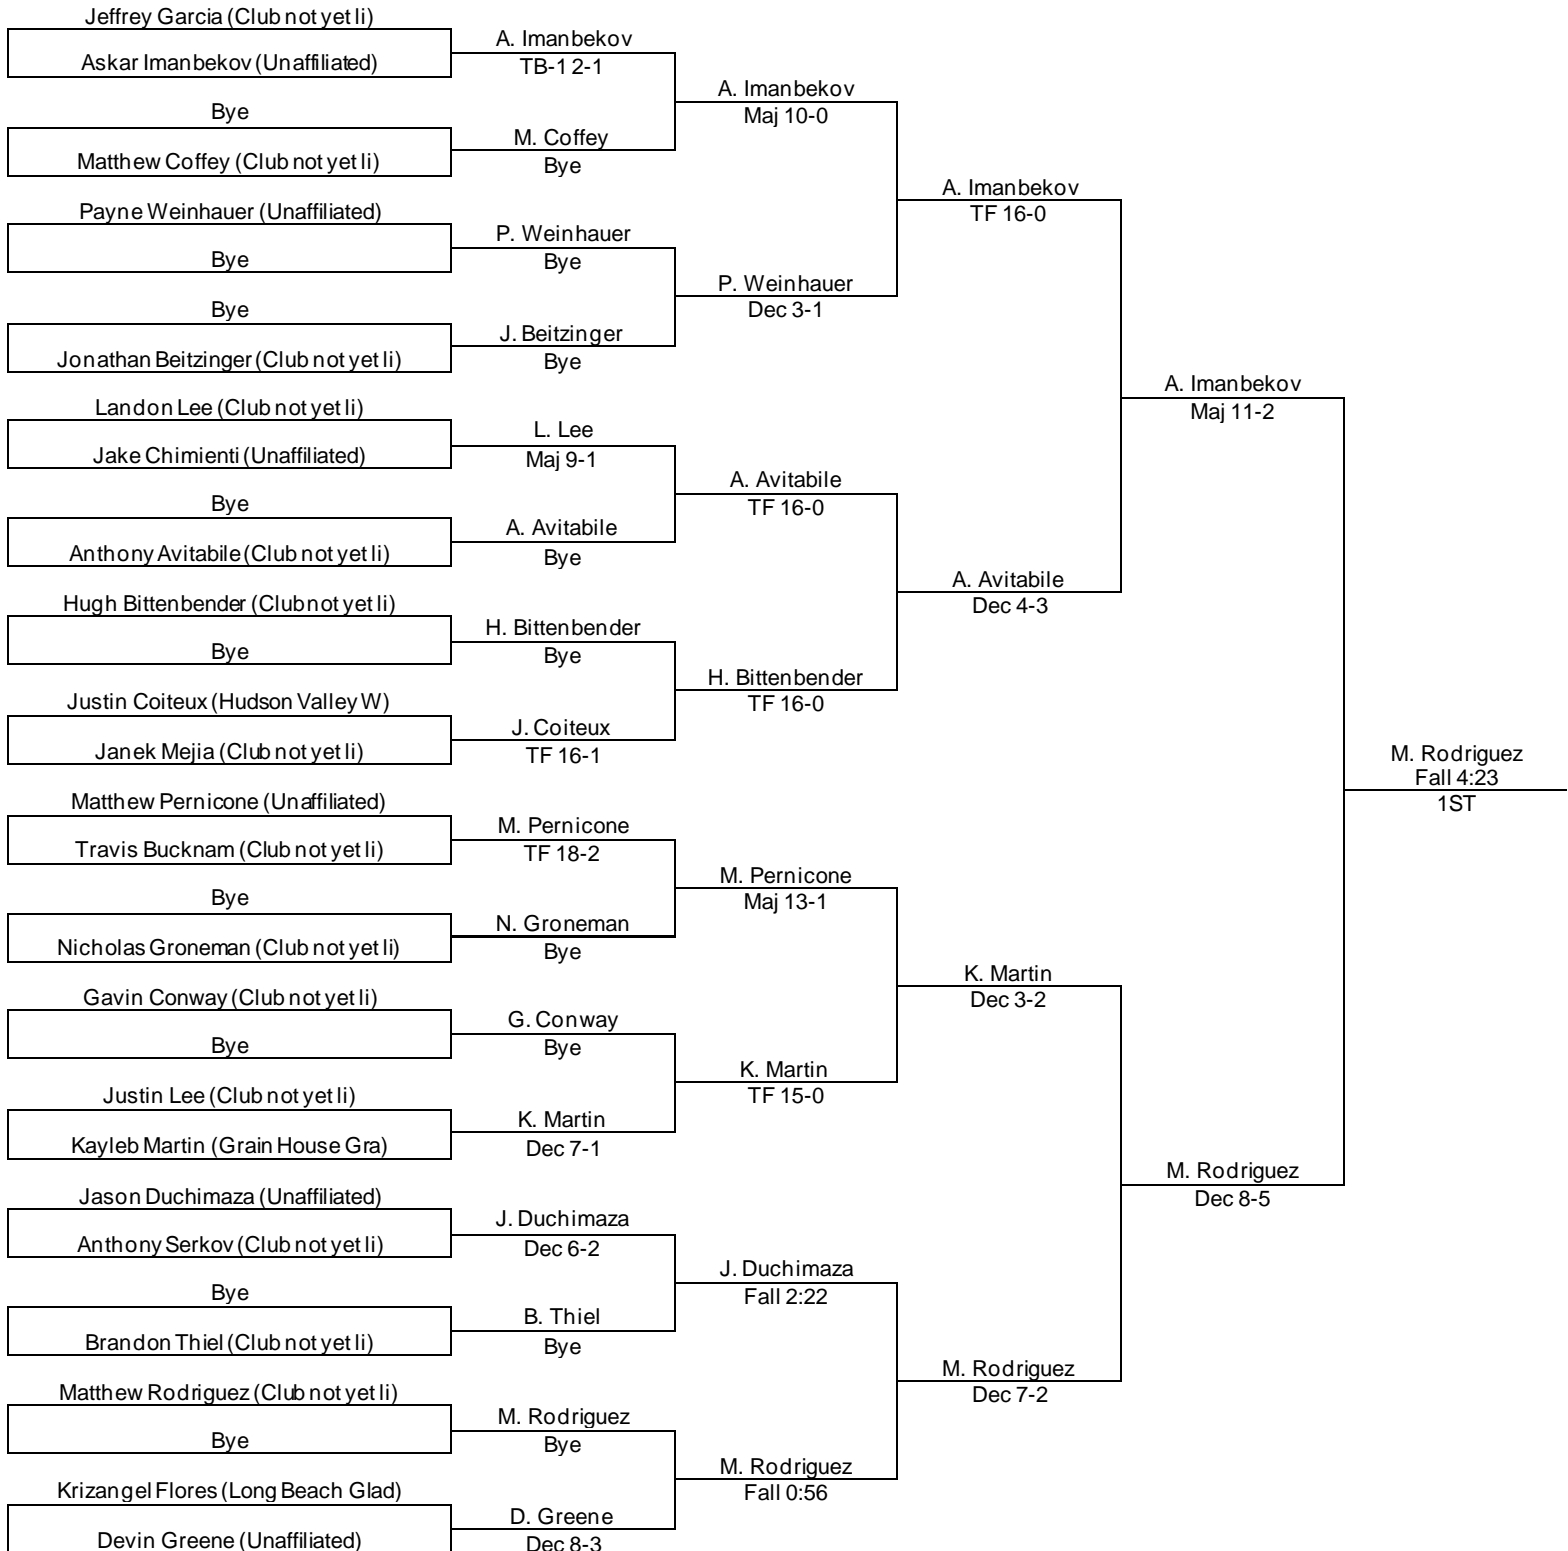 Jeffrey Garcia (Club not yet li)
Askar Imanbekov (Unaffiliated)
Bye
Matthew Coffey (Club not yet li)
Payne Weinhauer (Unaffiliated)
Bye
Bye
Jonathan Beitzinger (Club not yet li)
Landon Lee (Club not yet li)
Jake Chimienti (Unaffiliated)
Bye
Anthony Avitabile (Club not yet li)
Hugh Bittenbender (Club not yet li)
Bye
Justin Coiteux (Hudson Valley W)
Janek Mejia (Club not yet li)
Matthew Pernicone (Unaffiliated)
Travis Bucknam (Club not yet li)
Bye
Nicholas Groneman (Club not yet li)
Gavin Conway (Club not yet li)
Bye
Justin Lee (Club not yet li)
Kayleb Martin (Grain House Gra)
Jason Duchimaza (Unaffiliated)
Anthony Serkov (Club not yet li)
Bye
Brandon Thiel (Club not yet li)
Matthew Rodriguez (Club not yet li)
Bye
Krizangel Flores (Long Beach Glad)
Devin Greene (Unaffiliated)
A. Imanbekov
TB-1 2-1
M. Coffey
Bye
P. Weinhauer
Bye
J. Beitzinger
Bye
L. Lee
Maj 9-1
A. Avitabile
Bye
H. Bittenbender
Bye
J. Coiteux
TF 16-1
M. Pernicone
TF 18-2
N. Groneman
Bye
G. Conway
Bye
K. Martin
Dec 7-1
J. Duchimaza
Dec 6-2
B. Thiel
Bye
M. Rodriguez
Bye
D. Greene
Dec 8-3
A. Imanbekov
Maj 10-0
P. Weinhauer
Dec 3-1
A. Avitabile
TF 16-0
H. Bittenbender
TF 16-0
M. Pernicone
Maj 13-1
K. Martin
TF 15-0
J. Duchimaza
Fall 2:22
M. Rodriguez
Fall 0:56
A. Imanbekov
TF 16-0
A. Avitabile
Dec 4-3
K. Martin
Dec 3-2
M. Rodriguez
Dec 7-2
A. Imanbekov
Maj 11-2
M. Rodriguez
Dec 8-5
M. Rodriguez
Fall 4:23
1ST